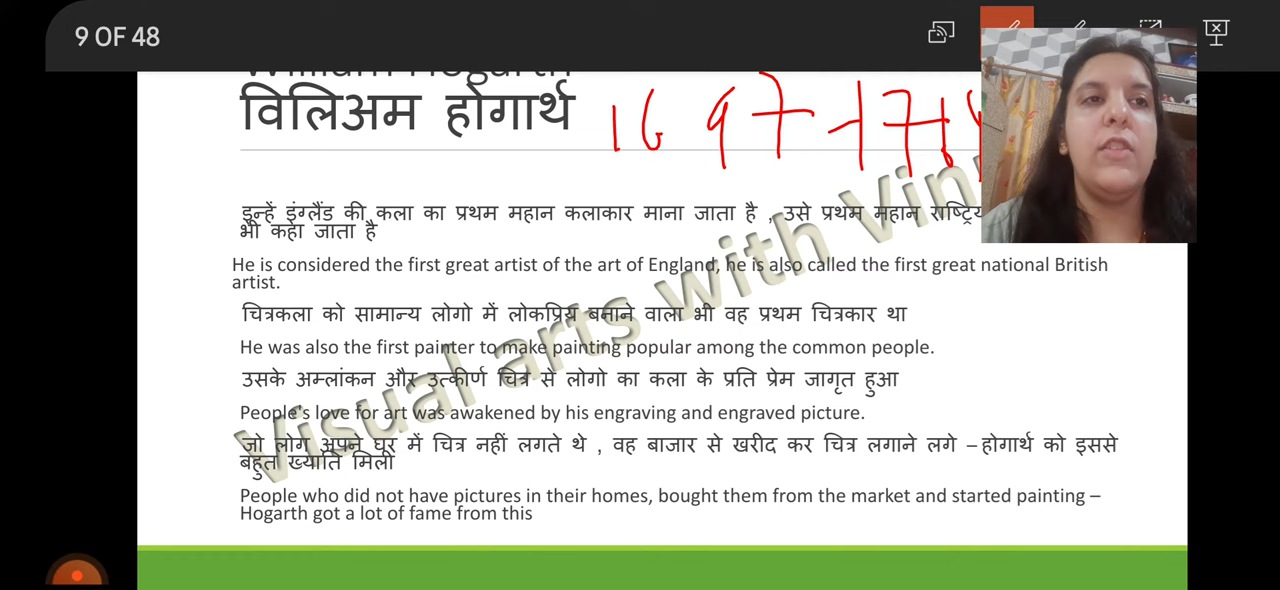 9 OF 48
William Hogarth
विलिअम होगार्थ 1697-176
इन्हें इंग्लैंड की कला का प्रथम महान कलाकार माना जाता है , उसे प्रथम महान राष्ट्रिय
भी कहा जाता है
He is considered the first great artist of the art of England, he is also called the first great national British
artist.
चित्रकला को सामान्य लोगो में लोकप्रिय बमाने वाला भी वह प्रथम चित्रकार था
He was also the first painter to make painting popular among the common people.
उसके अम्लांकन और उत्कीर्ण चित्र से लोगो का कला के प्रति प्रेम जागृत हुआ
People's love for art was awakened by his engraving and engraved picture.
जो लोग अपने घर में चित्र नहीं लगते थे , वह बाजार से खरीद कर चित्र लगाने लगे – होगार्थ को इससे
बहुत ख्याति मिली
People who did not have pictures in their homes, bought them from the market and started painting –
Hogarth got a lot of fame from this
Visual arts with Vin